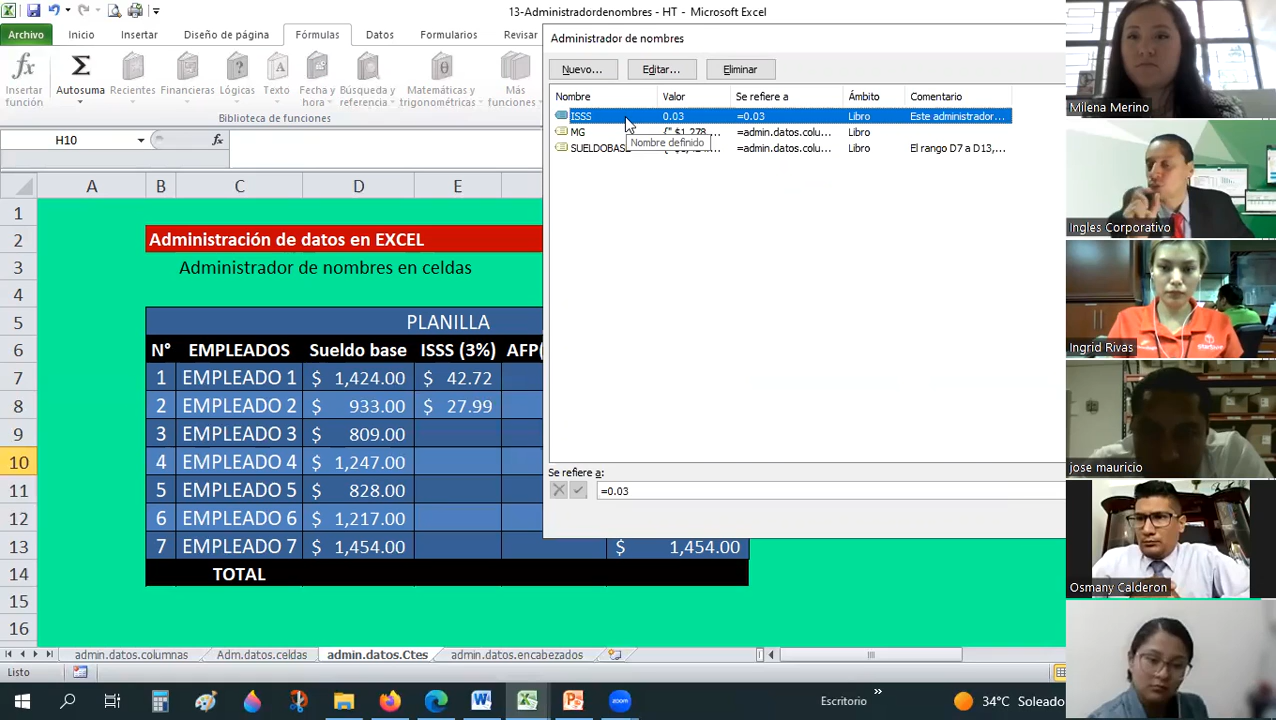 13-Administradordenombres - HT - Microsoft Excel
Archivo Inicio Insertar Diseño de página Fórmulas Datos Formularios Revisar
Insertar función
Autosuma
Recientes
Financieras
Lógicas
Texto
Fecha y hora
Búsqueda y referencia
Matemáticas y trigonométricas
Más funciones
Biblioteca de funciones
H10
fx
A B C D E
1
2 Administración de datos en EXCEL
3 Administrador de nombres en celdas
4
5 PLANILLA
6 N° EMPLEADOS Sueldo base ISSS (3%) AFP(
7 1 EMPLEADO 1 $ 1,424.00 $ 42.72
8 2 EMPLEADO 2 $ 933.00 $ 27.99
9 3 EMPLEADO 3 $ 809.00
10 4 EMPLEADO 4 $ 1,247.00
11 5 EMPLEADO 5 $ 828.00
12 6 EMPLEADO 6 $ 1,217.00
13 7 EMPLEADO 7 $ 1,454.00 $ 1,454.00
14 TOTAL
15
16
admin.datos.columnas Adm.datos.celdas admin.datos.Ctes admin.datos.encabezados
Listo
Administrador de nombres
Nuevo... Editar... Eliminar
Nombre Valor Se refiere a Ámbito Comentario
ISSS 0.03 =0.03 Libro Este administrador...
MG {" $1,278 ... =admin.datos.colu... Libro
SUELDOBASE =admin.datos.colu... Libro El rango D7 a D13,...
Nombre definido
Se refiere a:
=0.03
Escritorio » 34°C Soleado
zoom
Milena Merino
Ingles Corporativo
Ingrid Rivas
jose mauricio
Osmany Calderon